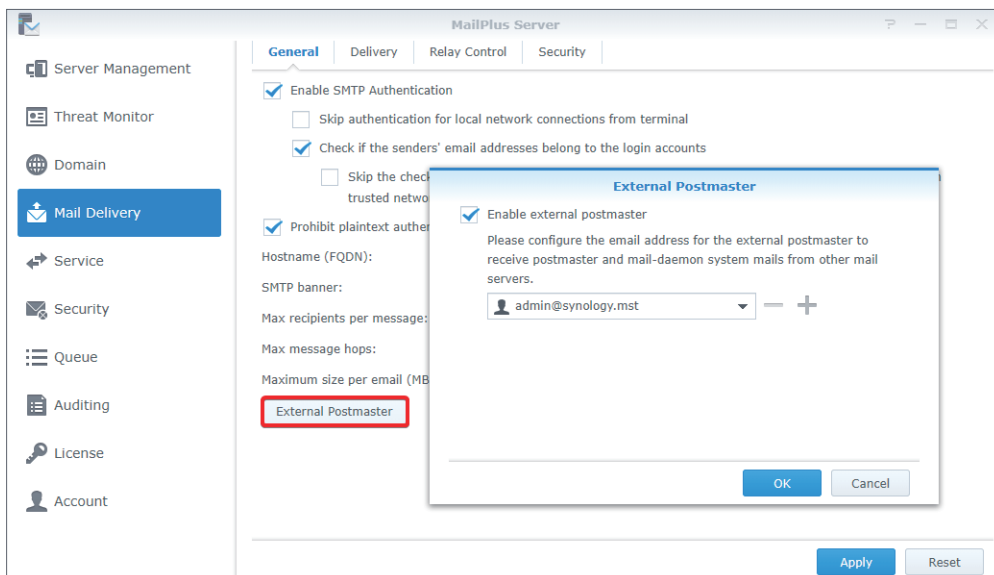 MailPlus Server
Server Management
Threat Monitor
Domain
Mail Delivery
Service
Security
Queue
Auditing
License
Account
General
Delivery
Relay Control
Security
Enable SMTP Authentication
Skip authentication for local network connections from terminal
Check if the senders' email addresses belong to the login accounts
Skip the check
trusted netwo
Prohibit plaintext authe
Hostname (FQDN):
SMTP banner:
Max recipients per message:
Max message hops:
Maximum size per email (MB
External Postmaster
External Postmaster
Enable external postmaster
Please configure the email address for the external postmaster to
receive postmaster and mail-daemon system mails from other mail
servers.
admin@synology.mst
OK
Cancel
Apply
Reset